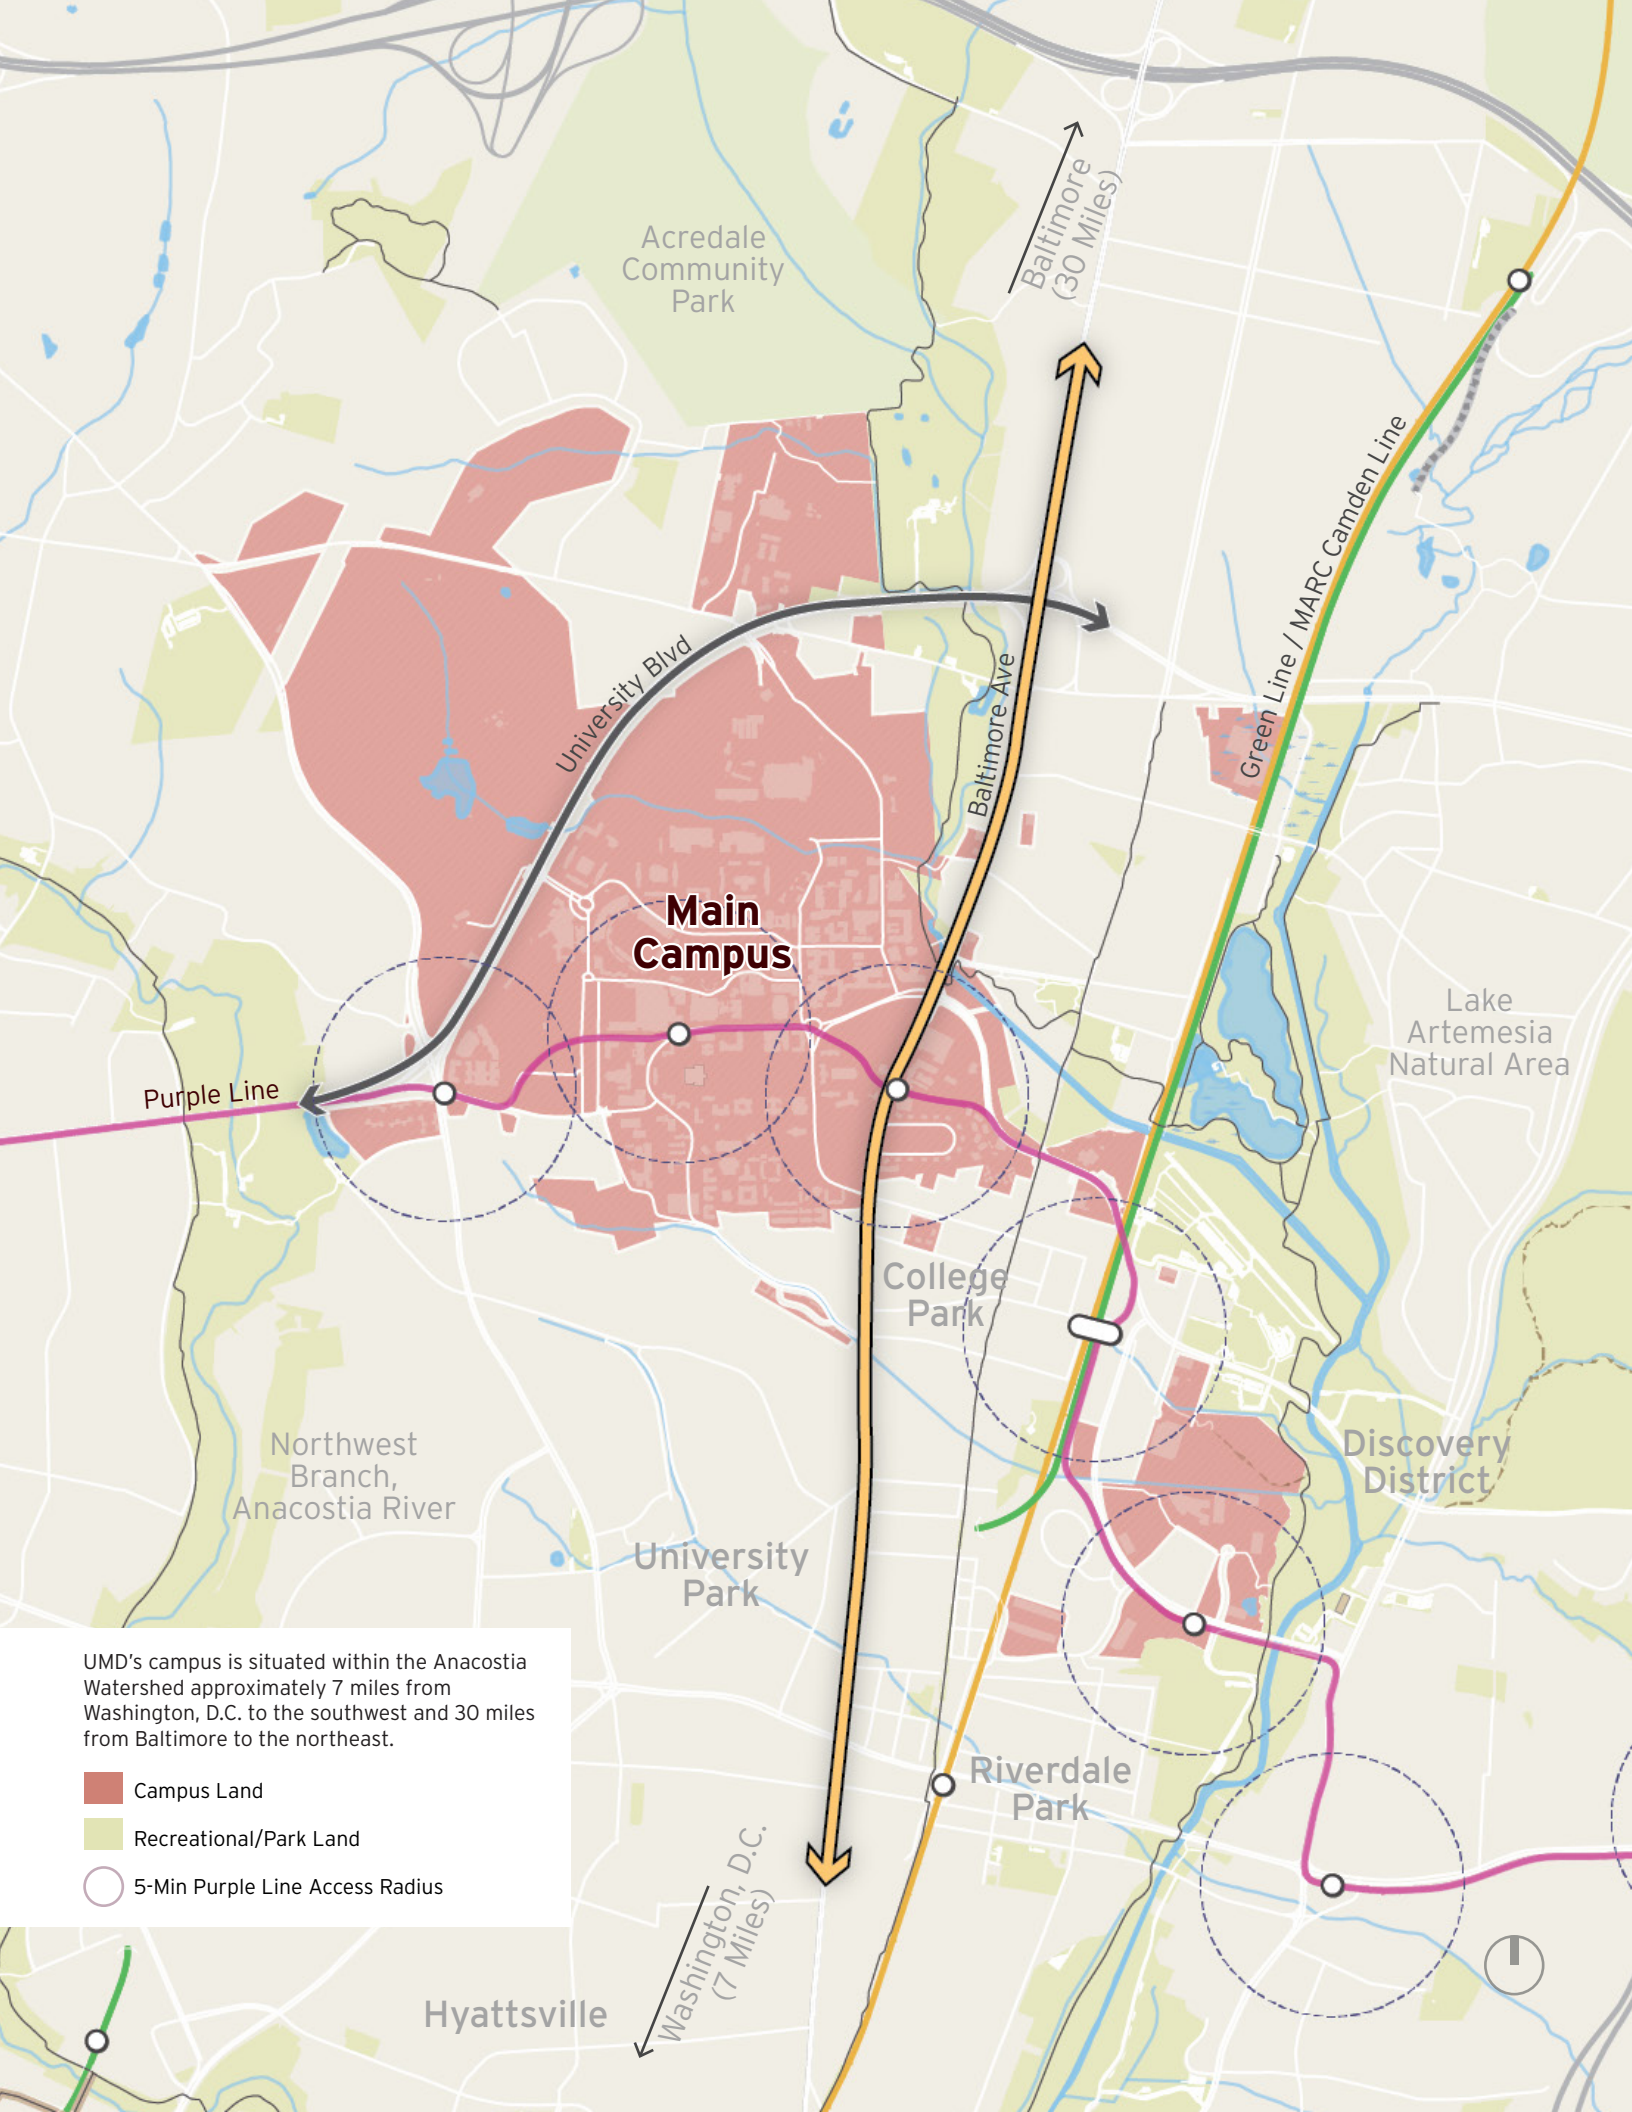 Acredale
Community
Park
Baltimore
(30 Miles)
Green Line / MARC Camden Line
University Blvd
Baltimore Ave
Main
Campus
Lake
Artemesia
Natural Area
Purple Line
College
Park
Northwest
Branch,
Anacostia River
Discovery
District
University
Park
UMD's campus is situated within the Anacostia
Watershed approximately 7 miles from
Washington, D.C. to the southwest and 30 miles
from Baltimore to the northeast.
Campus Land
Recreational/Park Land
5-Min Purple Line Access Radius
Riverdale
Park
Washington, D.C.
(7 Miles)
Hyattsville